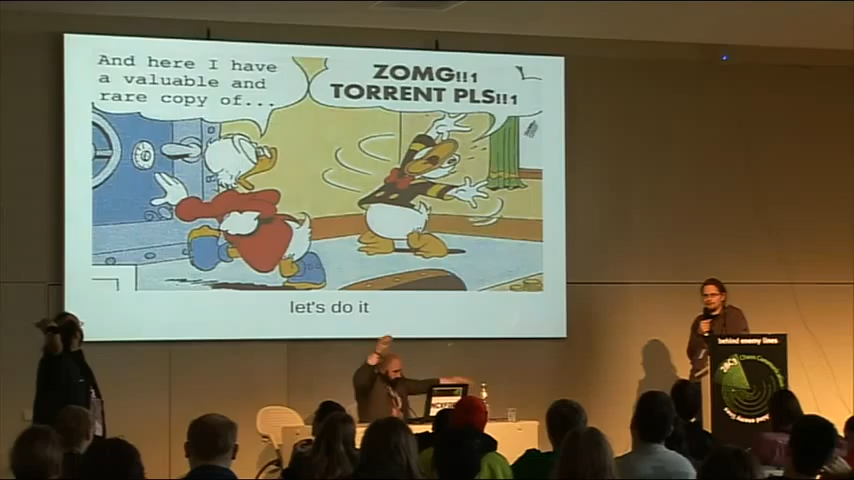 And here I have
a valuable and
rare copy of...
ZOMG!!1
TORRENT PLS!!1
let's do it
behind enemy lines